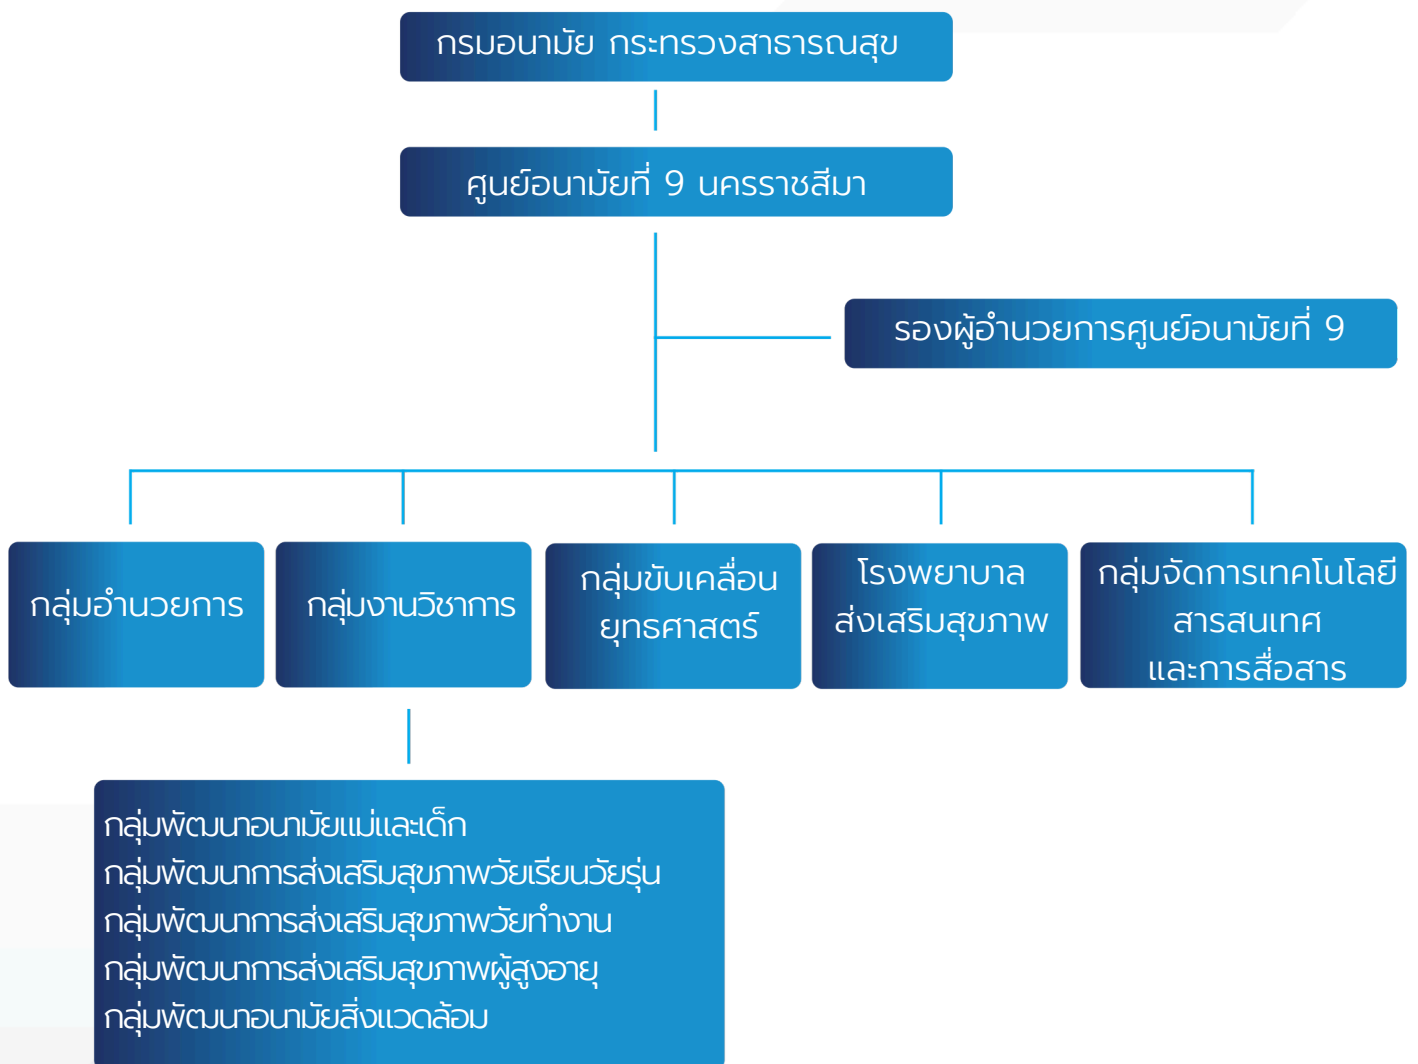 กรมอนามัย กระทรวงสาธารณสุข
ศูนย์อนามัยที่ 9 นครราชสีมา
รองผู้อำนวยการศูนย์อนามัยที่ 9
กลุ่มอำนวยการ
กลุ่มงานวิชาการ
กลุ่มขับเคลื่อน
ยุทธศาสตร์
โรงพยาบาล
ส่งเสริมสุขภาพ
กลุ่มจัดการเทคโนโลยี
สารสนเทศ
และการสื่อสาร
กลุ่มพัฒนาอนามัยแม่และเด็ก
กลุ่มพัฒนาการส่งเสริมสุขภาพวัยเรียนวัยรุ่น
กลุ่มพัฒนาการส่งเสริมสุขภาพวัยทำงาน
กลุ่มพัฒนาการส่งเสริมสุขภาพผู้สูงอายุ
กลุ่มพัฒนาอนามัยสิ่งแวดล้อม